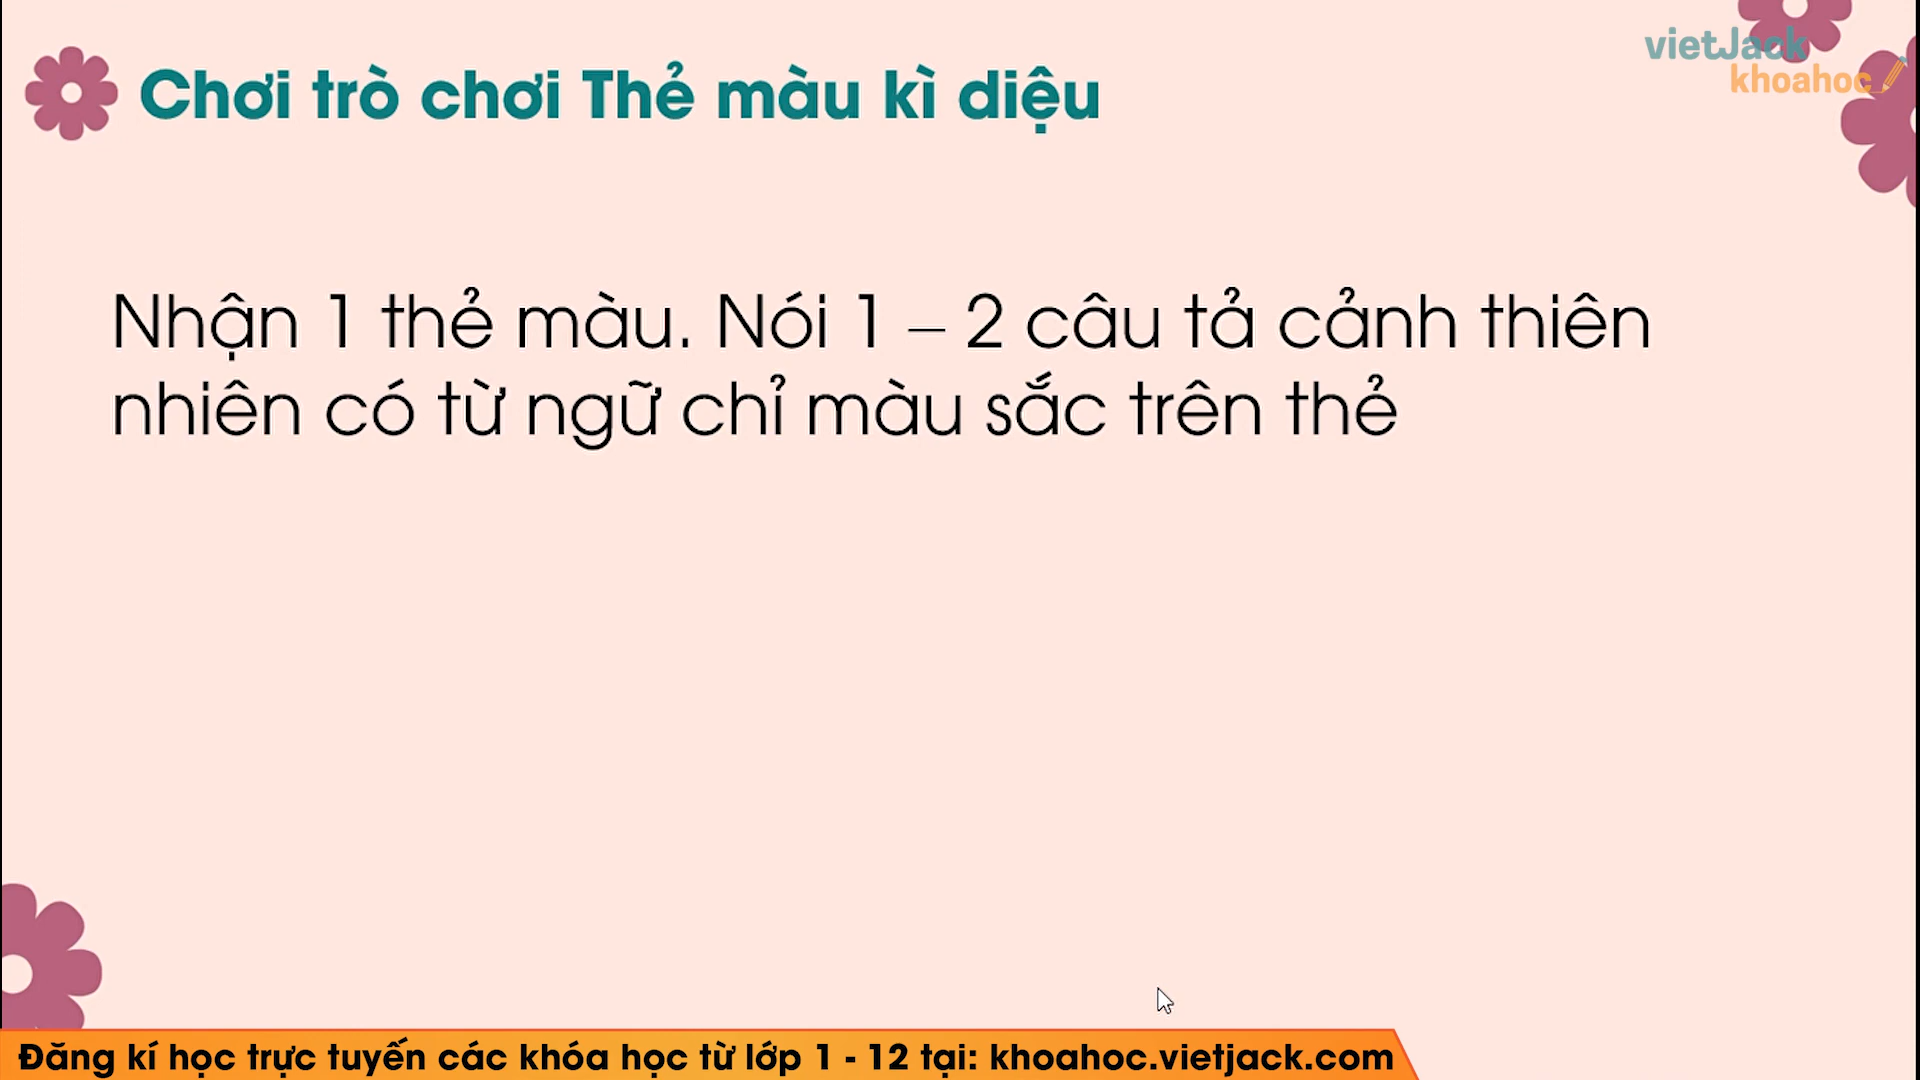 vietJack
khoahoc
Chơi trò chơi Thẻ màu kì diệu
Nhận 1 thẻ màu. Nói 1 – 2 câu tả cảnh thiên
nhiên có từ ngữ chỉ màu sắc trên thẻ
Đăng kí học trực tuyến các khóa học từ lớp 1 - 12 tại: khoahoc.vietjack.com